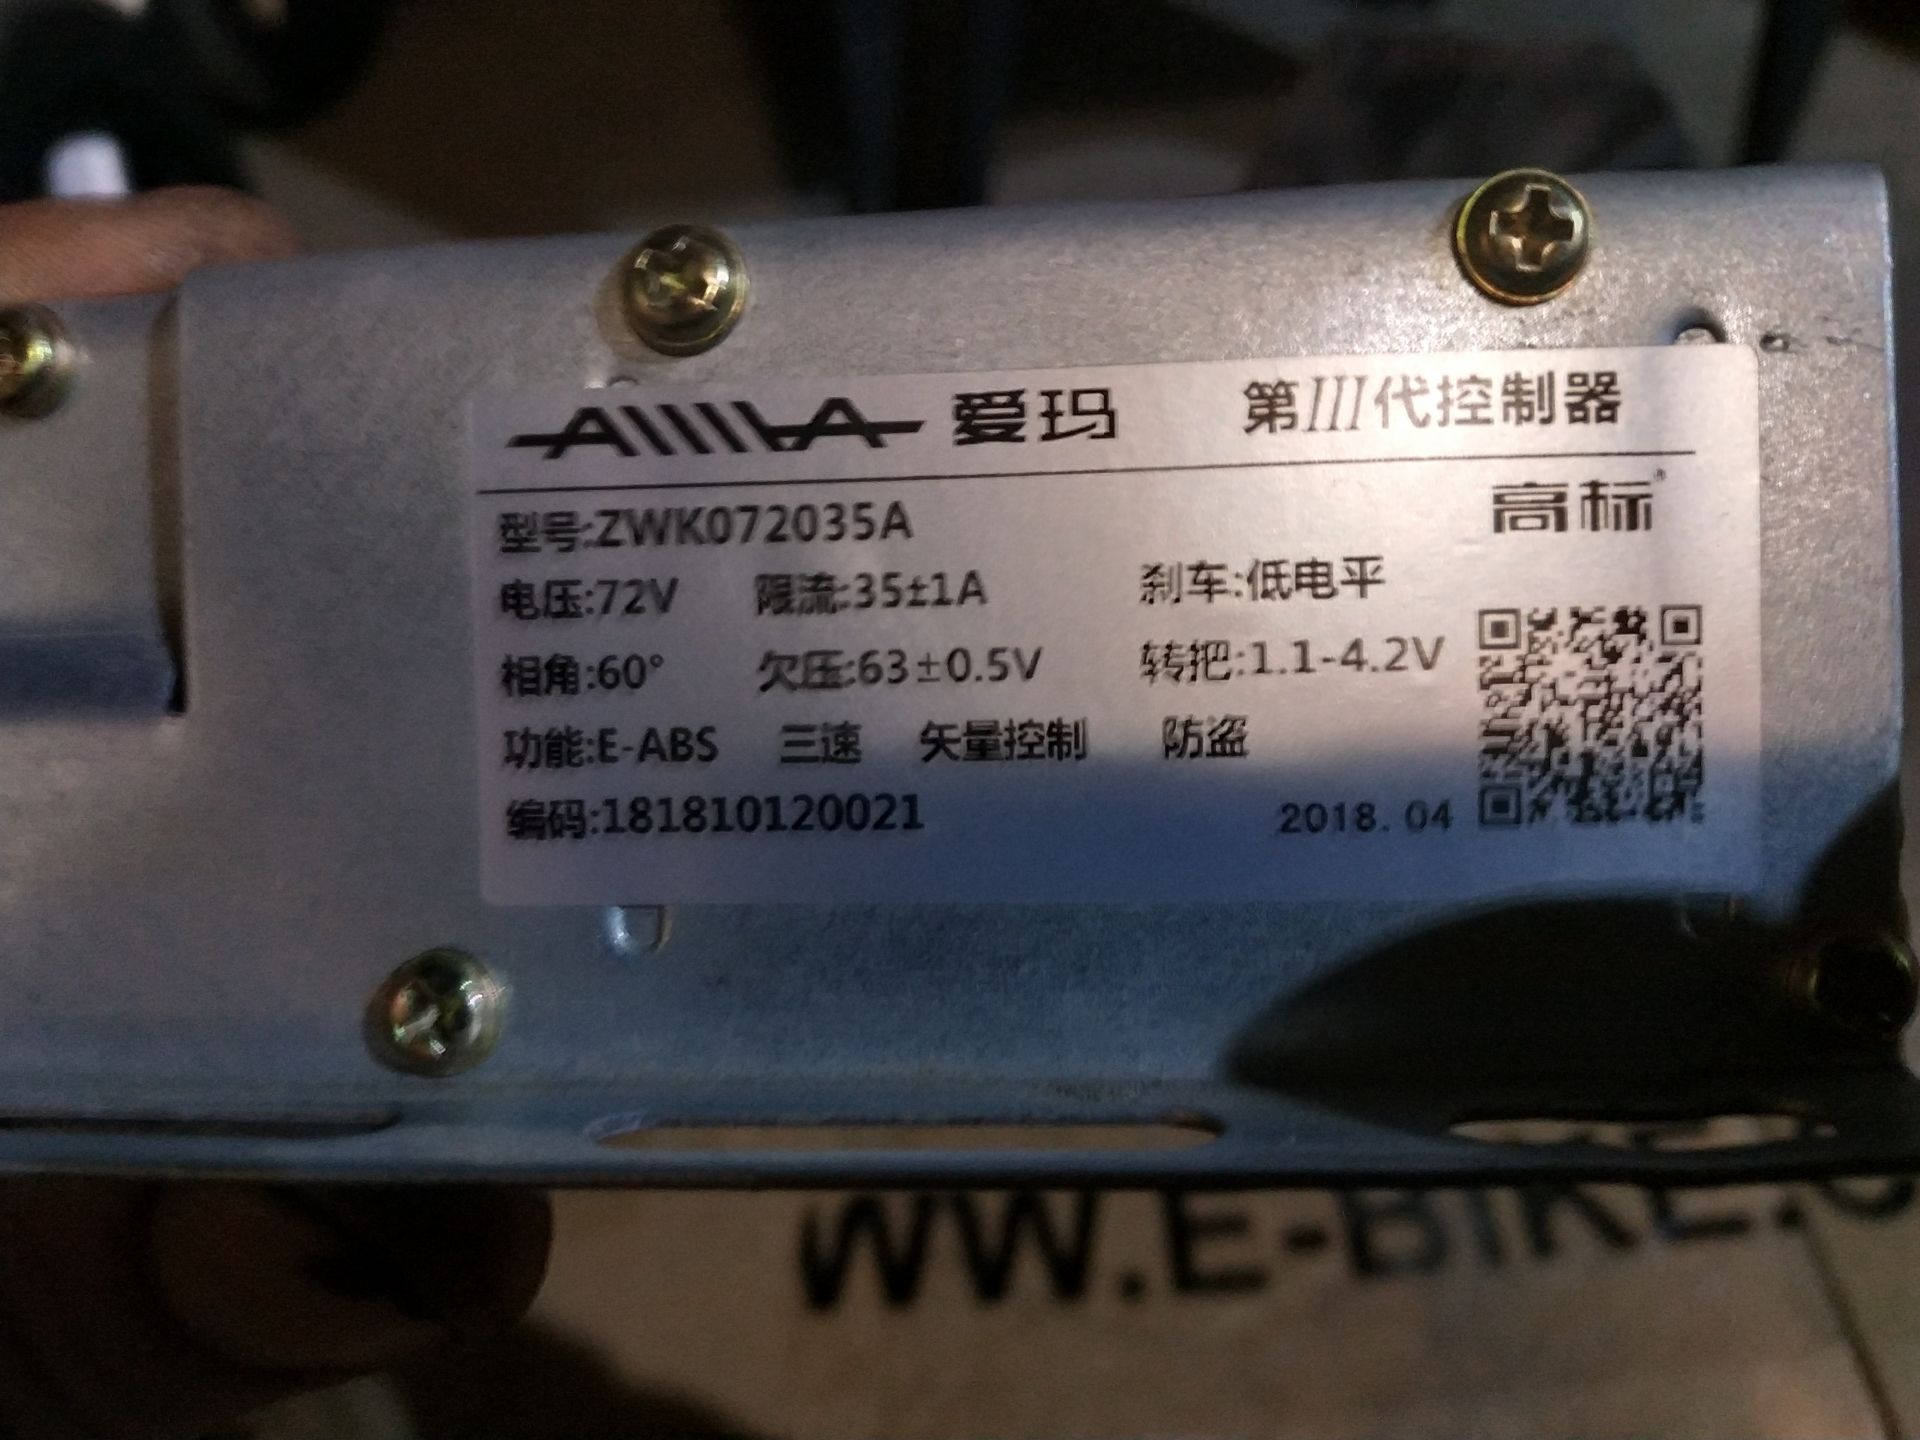 AIMA 爱玛 第III代控制器
高标®
型号:ZWK072035A
电压:72V 限流:35±1A 刹车:低电平
相角:60° 欠压:63±0.5V 转把:1.1-4.2V
功能:E-ABS 三速 矢量控制 防盗
编码:181810120021 2018.04
WW.E-BIKE.